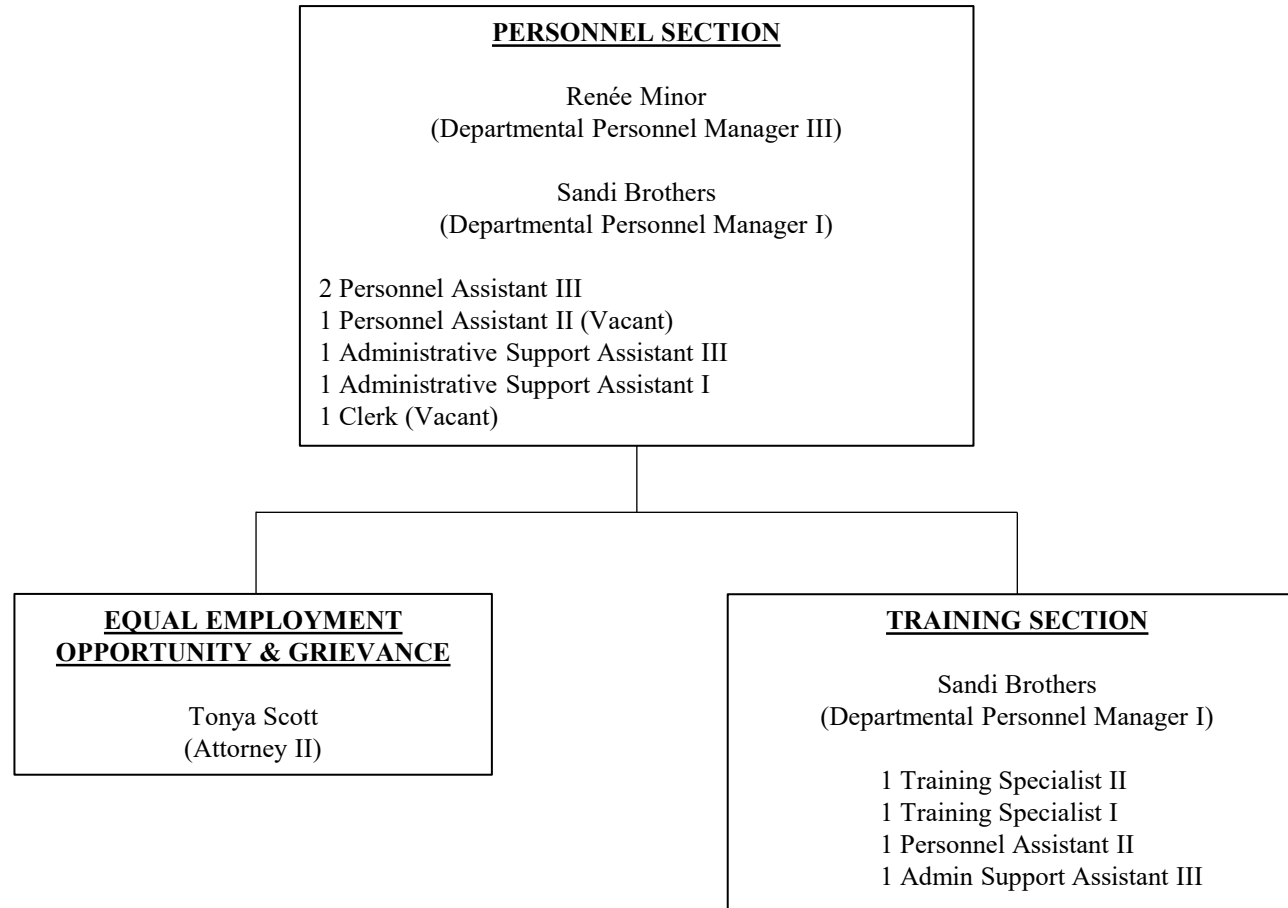 PERSONNEL SECTION
Renée Minor
(Departmental Personnel Manager III)
Sandi Brothers
(Departmental Personnel Manager I)
2 Personnel Assistant III
1 Personnel Assistant II (Vacant)
1 Administrative Support Assistant III
1 Administrative Support Assistant I
1 Clerk (Vacant)
EQUAL EMPLOYMENT
OPPORTUNITY & GRIEVANCE
Tonya Scott
(Attorney II)
TRAINING SECTION
Sandi Brothers
(Departmental Personnel Manager I)
1 Training Specialist II
1 Training Specialist I
1 Personnel Assistant II
1 Admin Support Assistant III